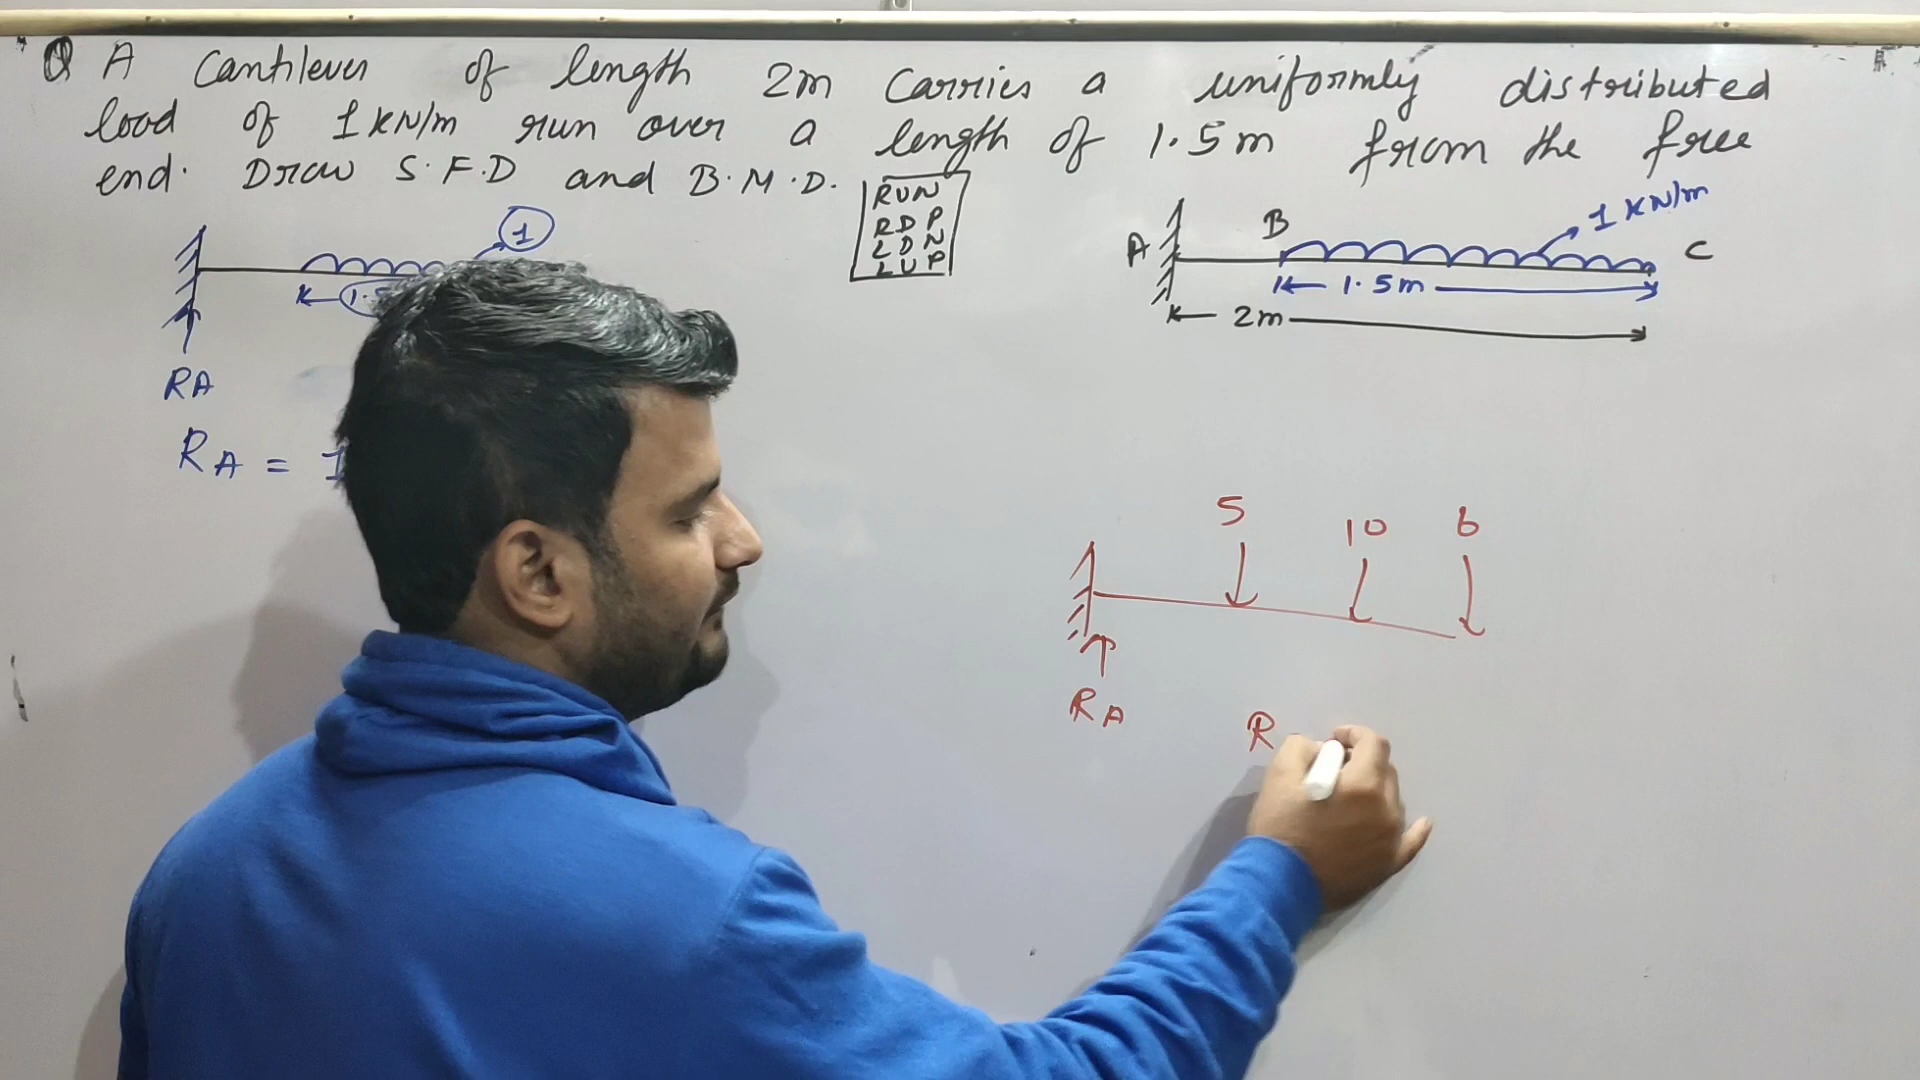 Q A Cantilever of length 2m carries a uniformly distributed
load of 1 kN/m run over a length of 1.5m from the free
end. Draw S.F.D and B.M.D.
RUN
RDP
LDN
LUP
1
RA
RA = 1
A B 1 kN/m C
1.5m
2m
5 10 6
RA
R